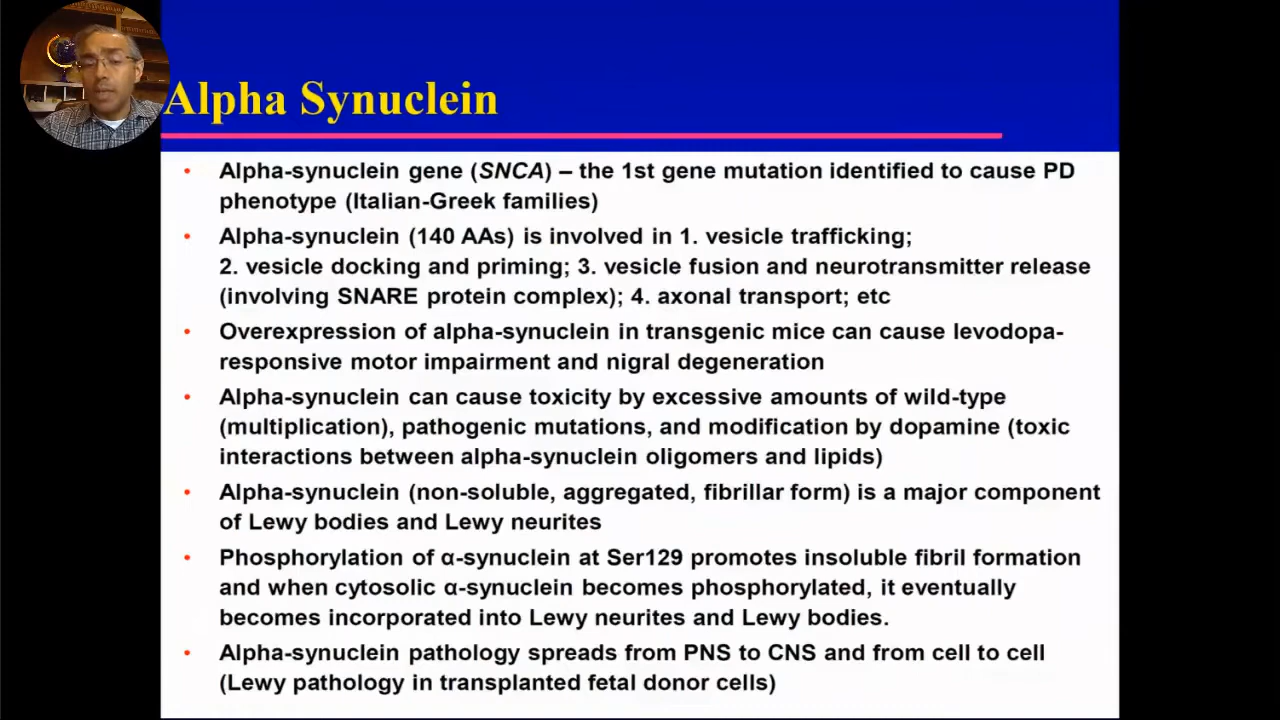 Alpha Synuclein
• Alpha-synuclein gene (SNCA) – the 1st gene mutation identified to cause PD
phenotype (Italian-Greek families)
• Alpha-synuclein (140 AAs) is involved in 1. vesicle trafficking;
2. vesicle docking and priming; 3. vesicle fusion and neurotransmitter release
(involving SNARE protein complex); 4. axonal transport; etc
• Overexpression of alpha-synuclein in transgenic mice can cause levodopa-
responsive motor impairment and nigral degeneration
• Alpha-synuclein can cause toxicity by excessive amounts of wild-type
(multiplication), pathogenic mutations, and modification by dopamine (toxic
interactions between alpha-synuclein oligomers and lipids)
• Alpha-synuclein (non-soluble, aggregated, fibrillar form) is a major component
of Lewy bodies and Lewy neurites
• Phosphorylation of α-synuclein at Ser129 promotes insoluble fibril formation
and when cytosolic α-synuclein becomes phosphorylated, it eventually
becomes incorporated into Lewy neurites and Lewy bodies.
• Alpha-synuclein pathology spreads from PNS to CNS and from cell to cell
(Lewy pathology in transplanted fetal donor cells)